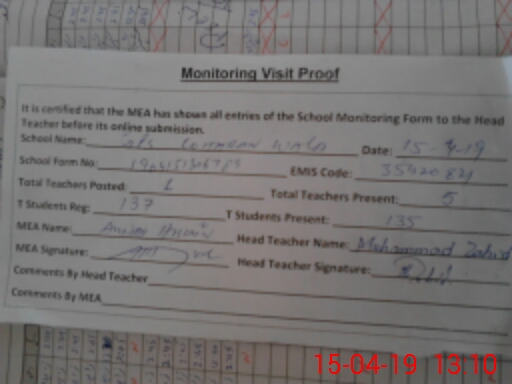 Monitoring Visit Proof
It is certified that the MEA has shown all entries of the School Monitoring Form to the Head
Teacher before its online submission.
School Name: Date: 15-4-19
School Form No: EMIS Code:
Total Teachers Posted: Total Teachers Present: 5
T Students Reg: 137 T Students Present: 135
MEA Name: Head Teacher Name: Muhammad Zahid
MEA Signature: Head Teacher Signature:
Comments By Head Teacher
Comments By MEA
15-04-19 13:10